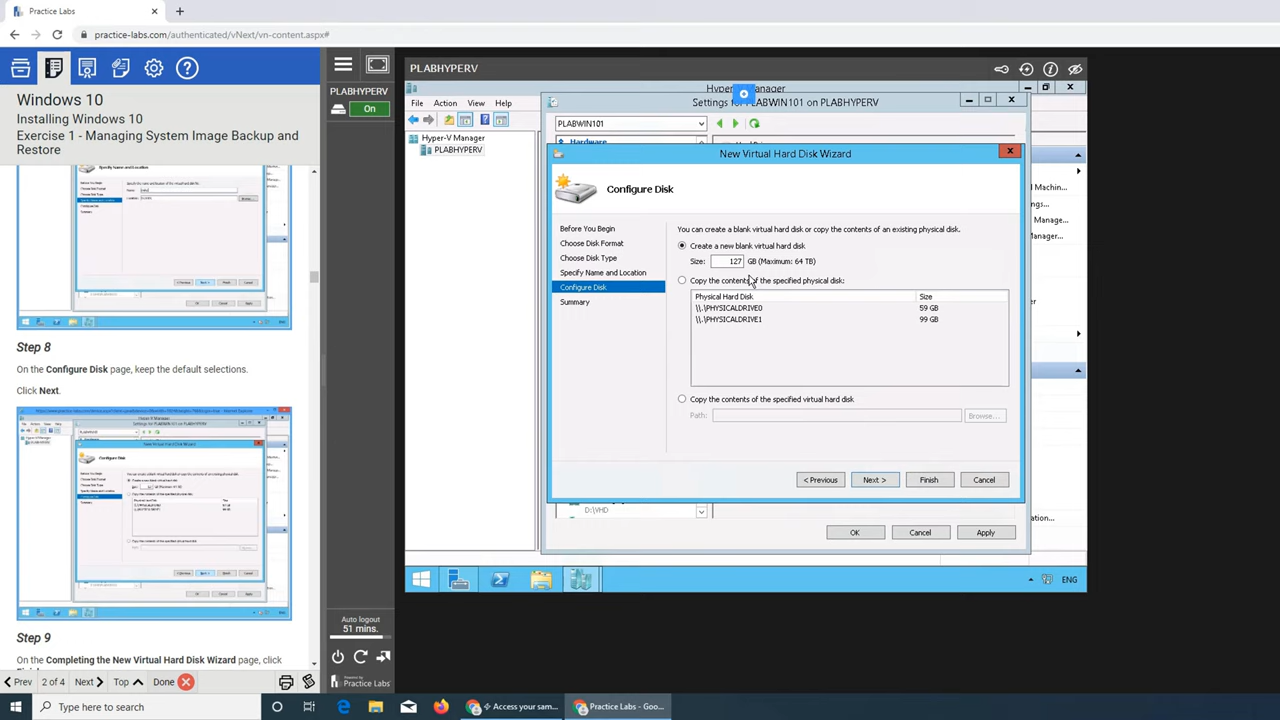 Practice Labs
practice-labs.com/authenticated/vNext/vn-content.aspx#
Windows 10
Installing Windows 10
Exercise 1 - Managing System Image Backup and
Restore
Step 8
On the Configure Disk page, keep the default selections.
Click Next.
Step 9
On the Completing the New Virtual Hard Disk Wizard page, click
Prev
2 of 4
Next
Top
Done
PLABHYPERV
On
Auto logout
51 mins.
Practice Labs
PLABHYPERV
File Action View Help
Hyper-V Manager
PLABHYPERV
Settings for PLABWIN101 on PLABHYPERV
PLABWIN101
Hardware
New Virtual Hard Disk Wizard
Configure Disk
Before You Begin
Choose Disk Format
Choose Disk Type
Specify Name and Location
Configure Disk
Summary
You can create a blank virtual hard disk or copy the contents of an existing physical disk.
Create a new blank virtual hard disk
Size: 127 GB (Maximum: 64 TB)
Copy the contents of the specified physical disk:
Physical Hard Disk Size
\\.\PHYSICALDRIVE0 59 GB
\\.\PHYSICALDRIVE1 99 GB
Copy the contents of the specified virtual hard disk
Path: Browse...
< Previous Next > Finish Cancel
D:\VHD
OK Cancel Apply
l Machin...
ngs...
Manage...
Manage...
ation...
ENG
Type here to search
Access your sam...
Practice Labs - Goo...